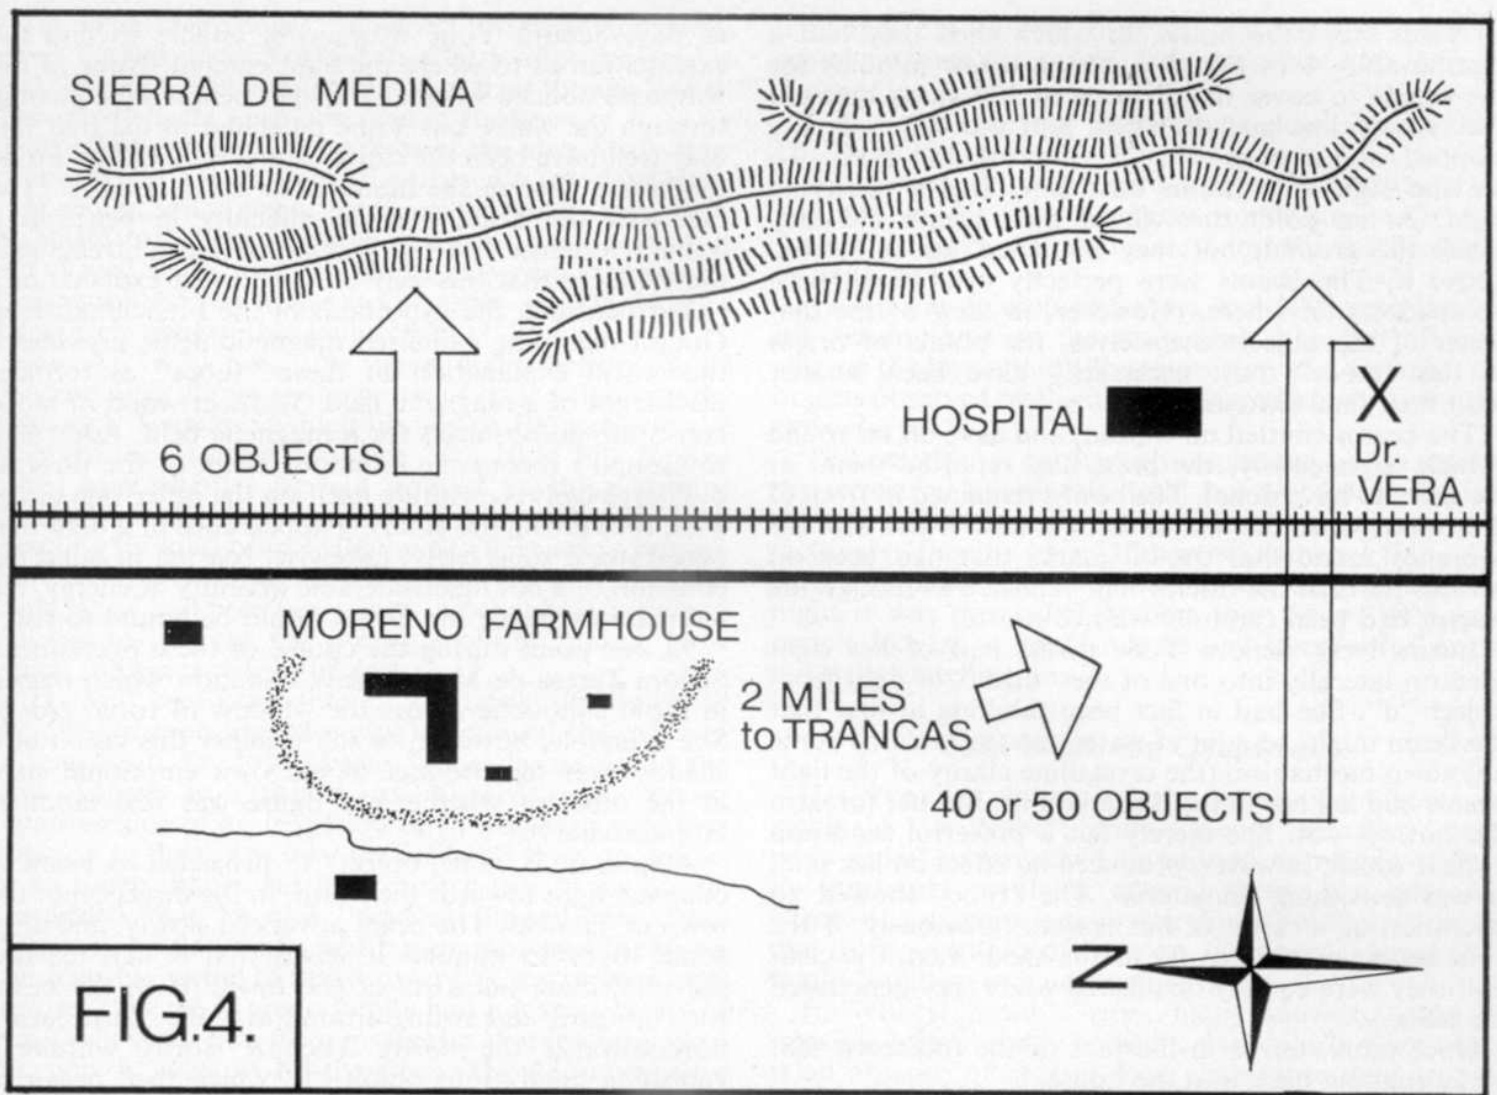 SIERRA DE MEDINA
HOSPITAL
X
Dr.
VERA
6 OBJECTS
MORENO FARMHOUSE
2 MILES
to TRANCAS
40 or 50 OBJECTS
N
FIG.4.